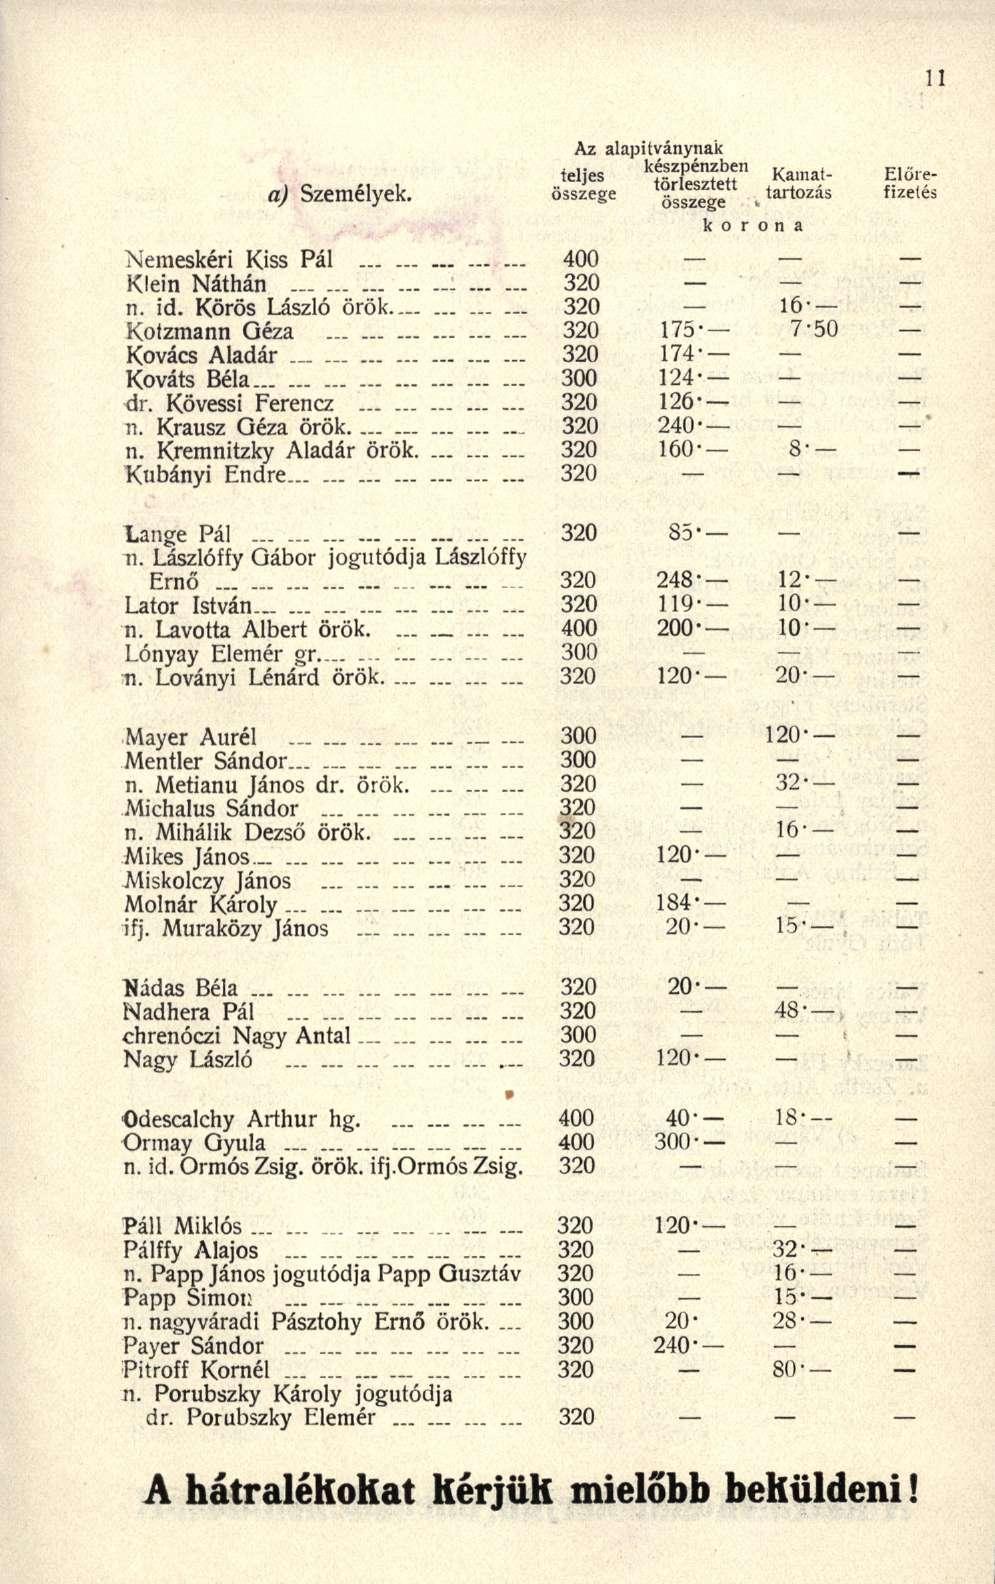 11
Az alapítványnak
a) Személyek. teljes összege készpénzben törlesztett összege Kamat-tartozás Előre-fizetés
korona
Nemeskéri Kiss Pál 400 — — —
Klein Náthán 320 — — —
n. id. Körös László örök. 320 — 16·— —
Kotzmann Géza 320 175·— 7·50 —
Kovács Aladár 320 174·— — —
Kováts Béla 300 124·— — —
dr. Kövessi Ferencz 320 126·— — —
n. Krausz Géza örök. 320 240·— — —
n. Kremnitzky Aladár örök. 320 160·— 8·— —
Kubányi Endre 320 — — —
Lange Pál 320 85·— — —
n. Lászlóffy Gábor jogutódja Lászlóffy
Ernő 320 248·— 12·— —
Lator István 320 119·— 10·— —
n. Lavotta Albert örök. 400 200·— 10·— —
Lónyay Elemér gr. 300 — — —
n. Loványi Lénárd örök. 320 120·— 20·— —
Mayer Aurél 300 — 120·— —
Mentler Sándor 300 — — —
n. Metianu János dr. örök. 320 — 32·— —
Michalus Sándor 320 — — —
n. Mihálik Dezső örök. 320 — 16·— —
Mikes János 320 120·— — —
Miskolczy János 320 — — —
Molnár Károly 320 184·— — —
ifj. Muraközy János 320 20·— 15·— —
Nádas Béla 320 20·— — —
Nadhera Pál 320 — 48·— —
chrenóczi Nagy Antal 300 — — —
Nagy László 320 120·— — —
Odescalchy Arthur hg. 400 40·— 18·— —
Ormay Gyula 400 300·— — —
n. id. Ormós Zsig. örök. ifj. Ormós Zsig. 320 — — —
Páll Miklós 320 120·— — —
Pálffy Alajos 320 — 32·— —
n. Papp János jogutódja Papp Gusztáv 320 — 16·— —
Papp Simon 300 — 15·— —
n. nagyváradi Pásztohy Ernő örök. 300 20· 28·— —
Payer Sándor 320 240·— — —
Pitroff Kornél 320 — 80·— —
n. Porubszky Károly jogutódja
dr. Porubszky Elemér 320 — — —
A hátralékokat kérjük mielőbb beküldeni!